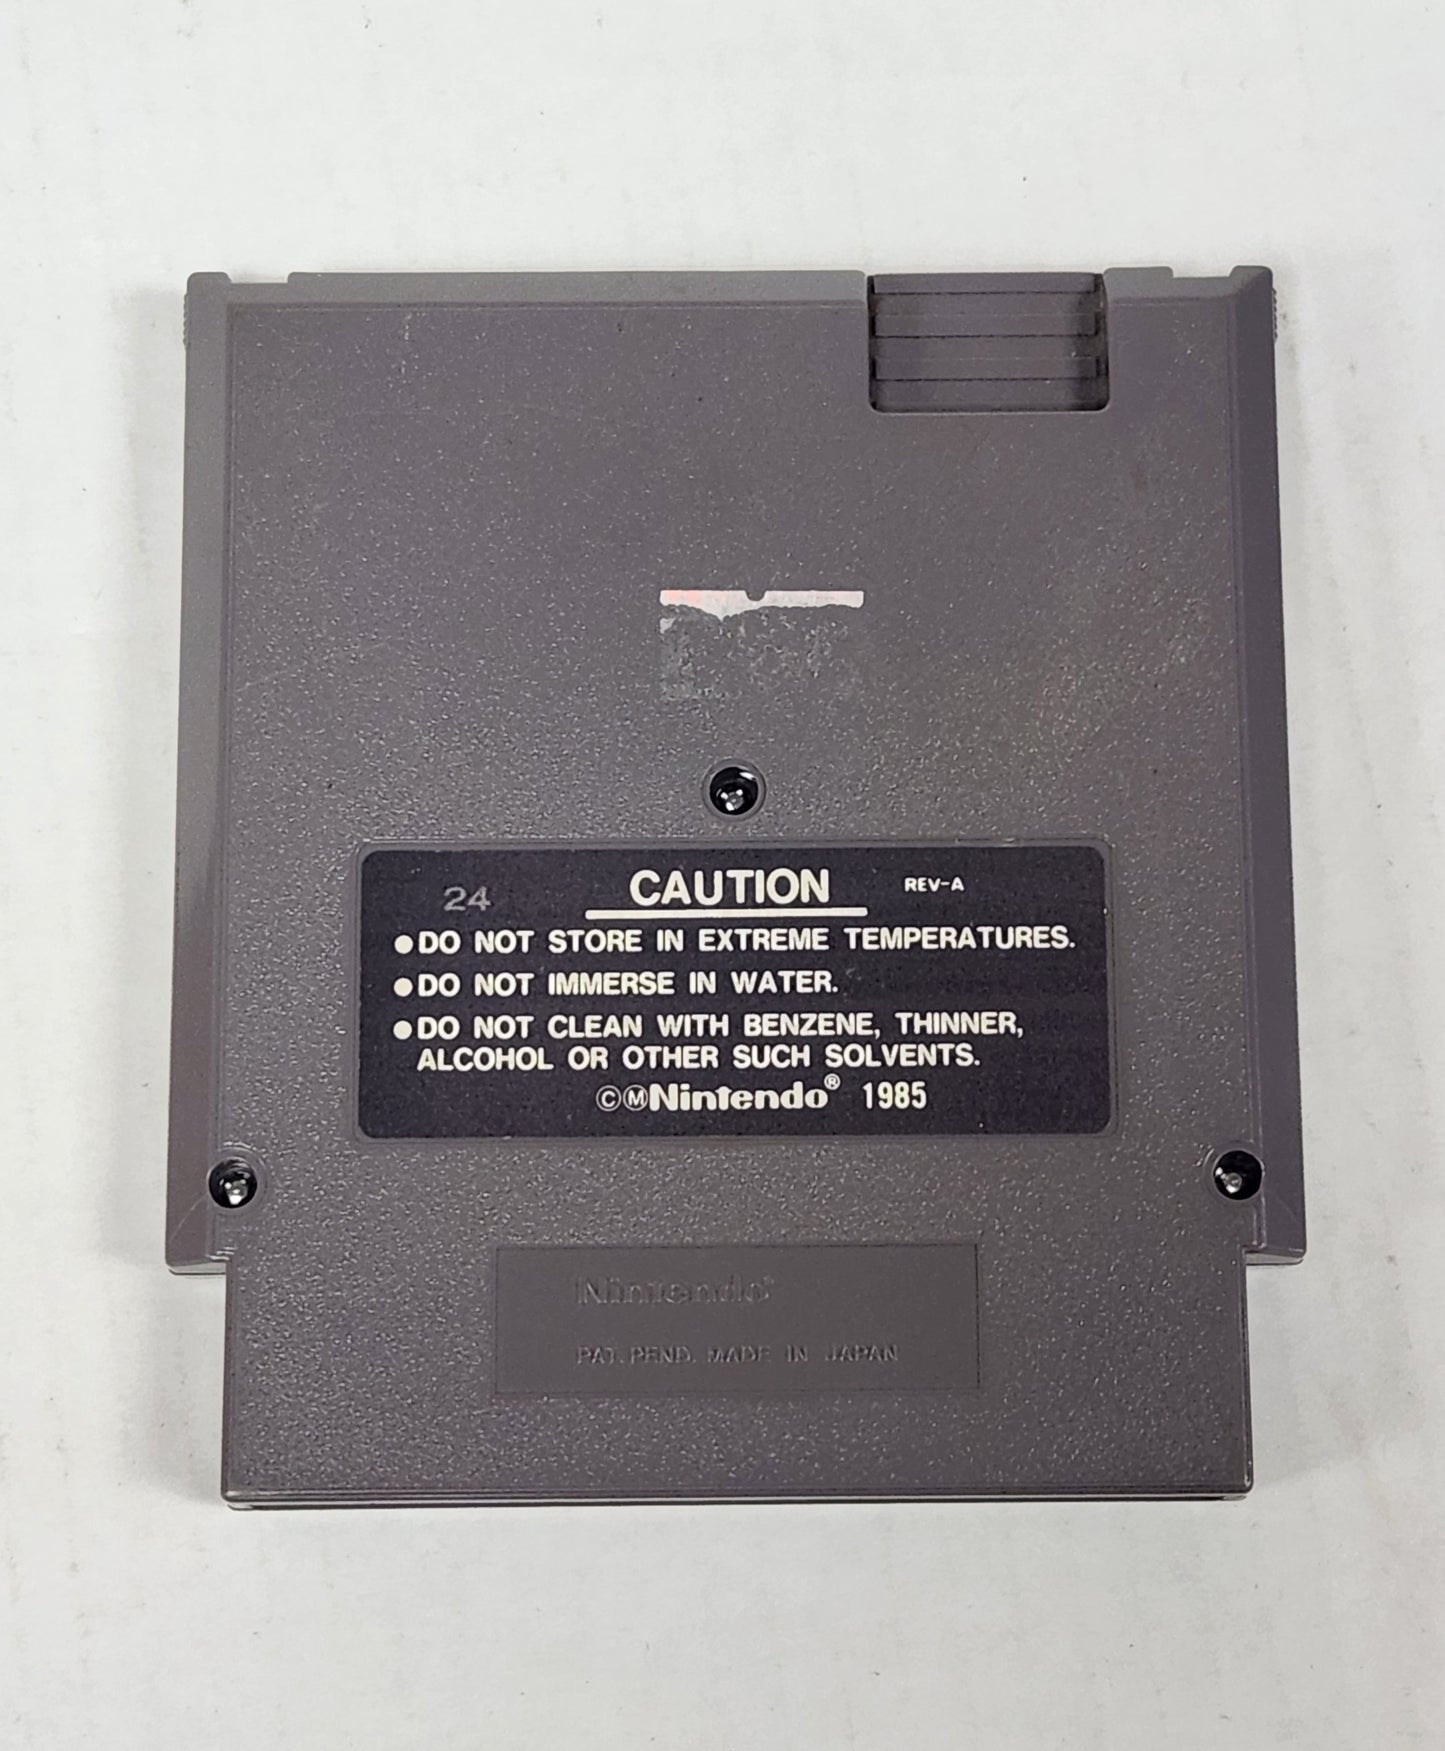 24 CAUTION REV-A
●DO NOT STORE IN EXTREME TEMPERATURES.
●DO NOT IMMERSE IN WATER.
●DO NOT CLEAN WITH BENZENE, THINNER,
ALCOHOL OR OTHER SUCH SOLVENTS.
©ⓂNintendo® 1985
Nintendo®
PAT. PEND. MADE IN JAPAN